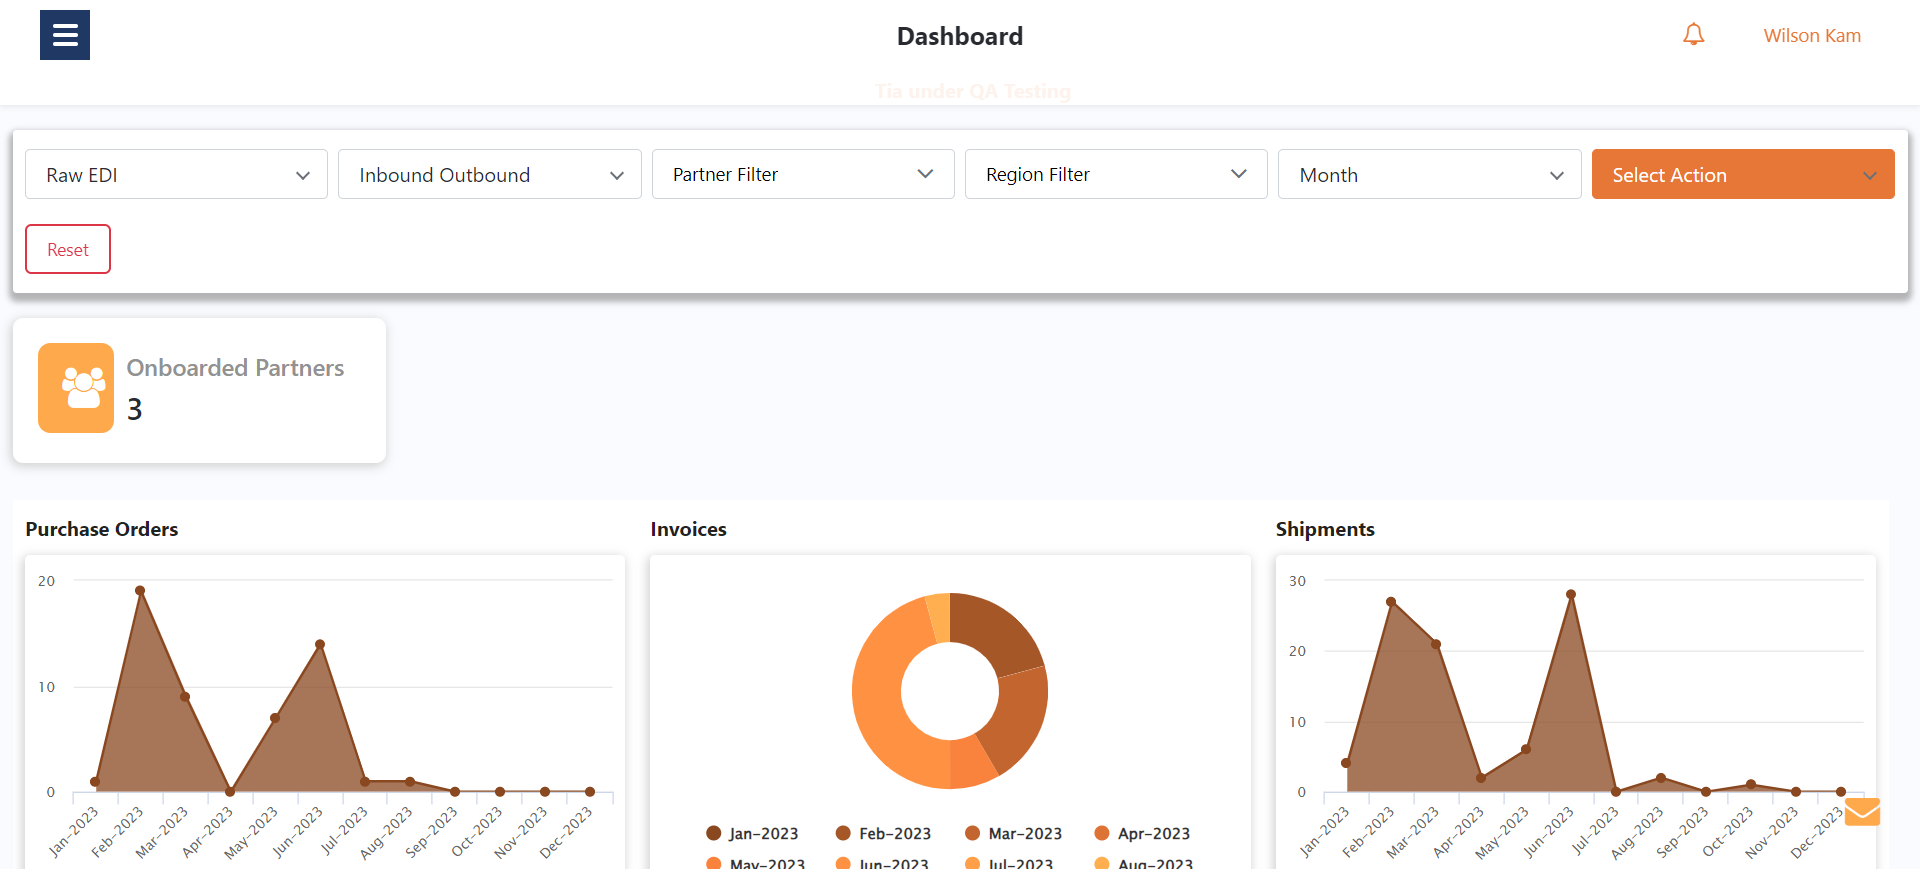 Dashboard
Wilson Kam
Tia under QA Testing
Raw EDI
Inbound Outbound
Partner Filter
Region Filter
Month
Select Action
Reset
Onboarded Partners
3
Purchase Orders
20
10
0
Jan-2023
Feb-2023
Mar-2023
Apr-2023
May-2023
Jun-2023
Jul-2023
Aug-2023
Sep-2023
Oct-2023
Nov-2023
Dec-2023
Invoices
Jan-2023 Feb-2023 Mar-2023 Apr-2023
May-2023 Jun-2023 Jul-2023 Aug-2023
Shipments
30
20
10
0
Jan-2023
Feb-2023
Mar-2023
Apr-2023
May-2023
Jun-2023
Jul-2023
Aug-2023
Sep-2023
Oct-2023
Nov-2023
Dec-2023